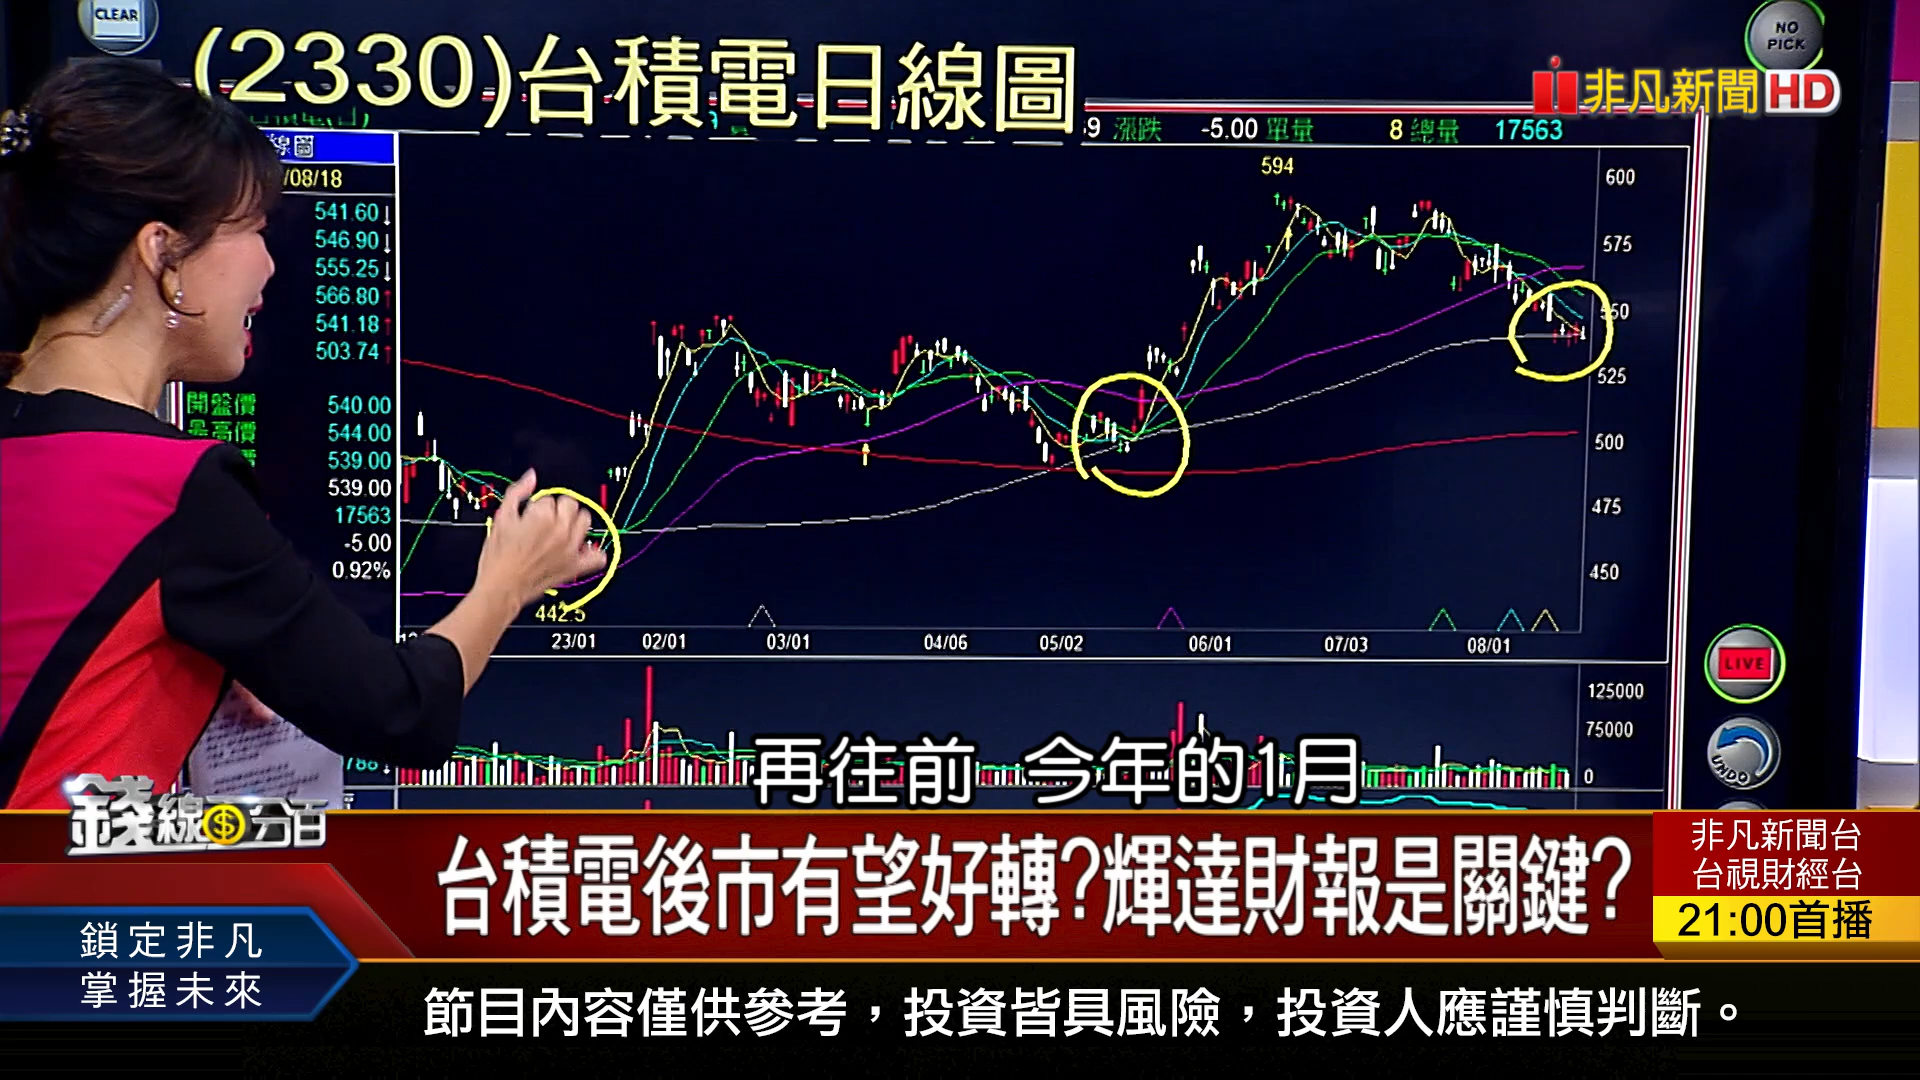 CLEAR
NO
PICK
(2330)台積電日線圖
非凡新聞HD
9 漲跌 -5.00 單量 8 總量 17563
線圖
/08/18
541.60↓
546.90↓
555.25↓
566.80↑
541.18↑
503.74↑
開盤價 540.00
最高價 544.00
539.00
539.00
17563
-5.00
0.92%
594
442.5
600
575
550
525
500
475
450
23/01 02/01 03/01 04/06 05/02 06/01 07/03 08/01
125000
75000
0
LIVE
UNDO
再往前 今年的1月
錢線百分百
台積電後市有望好轉?輝達財報是關鍵?
非凡新聞台
台視財經台
21:00首播
鎖定非凡
掌握未來
節目內容僅供參考，投資皆具風險，投資人應謹慎判斷。